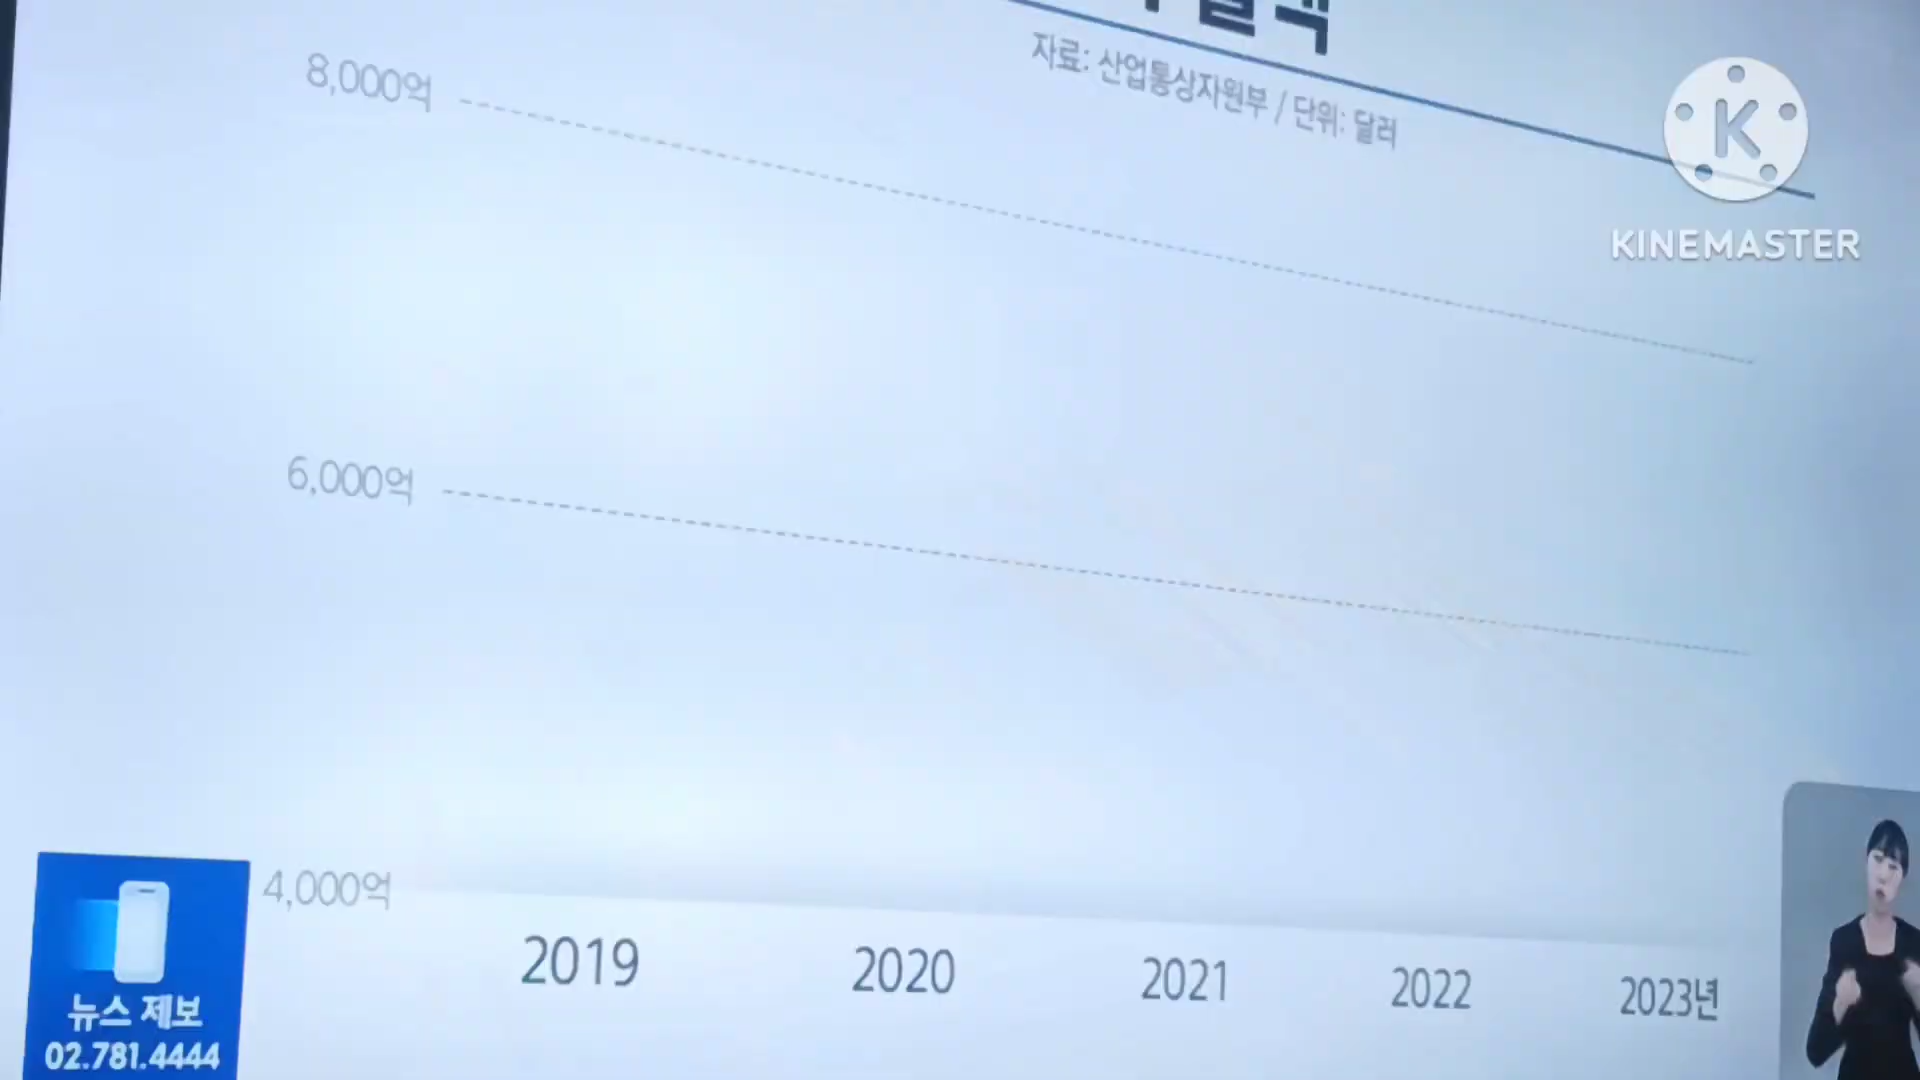 자료: 산업통상자원부 / 단위: 달러
8,000억
KINEMASTER
6,000억
4,000억
2019
2020
2021
2022
2023년
뉴스 제보
02.781.4444